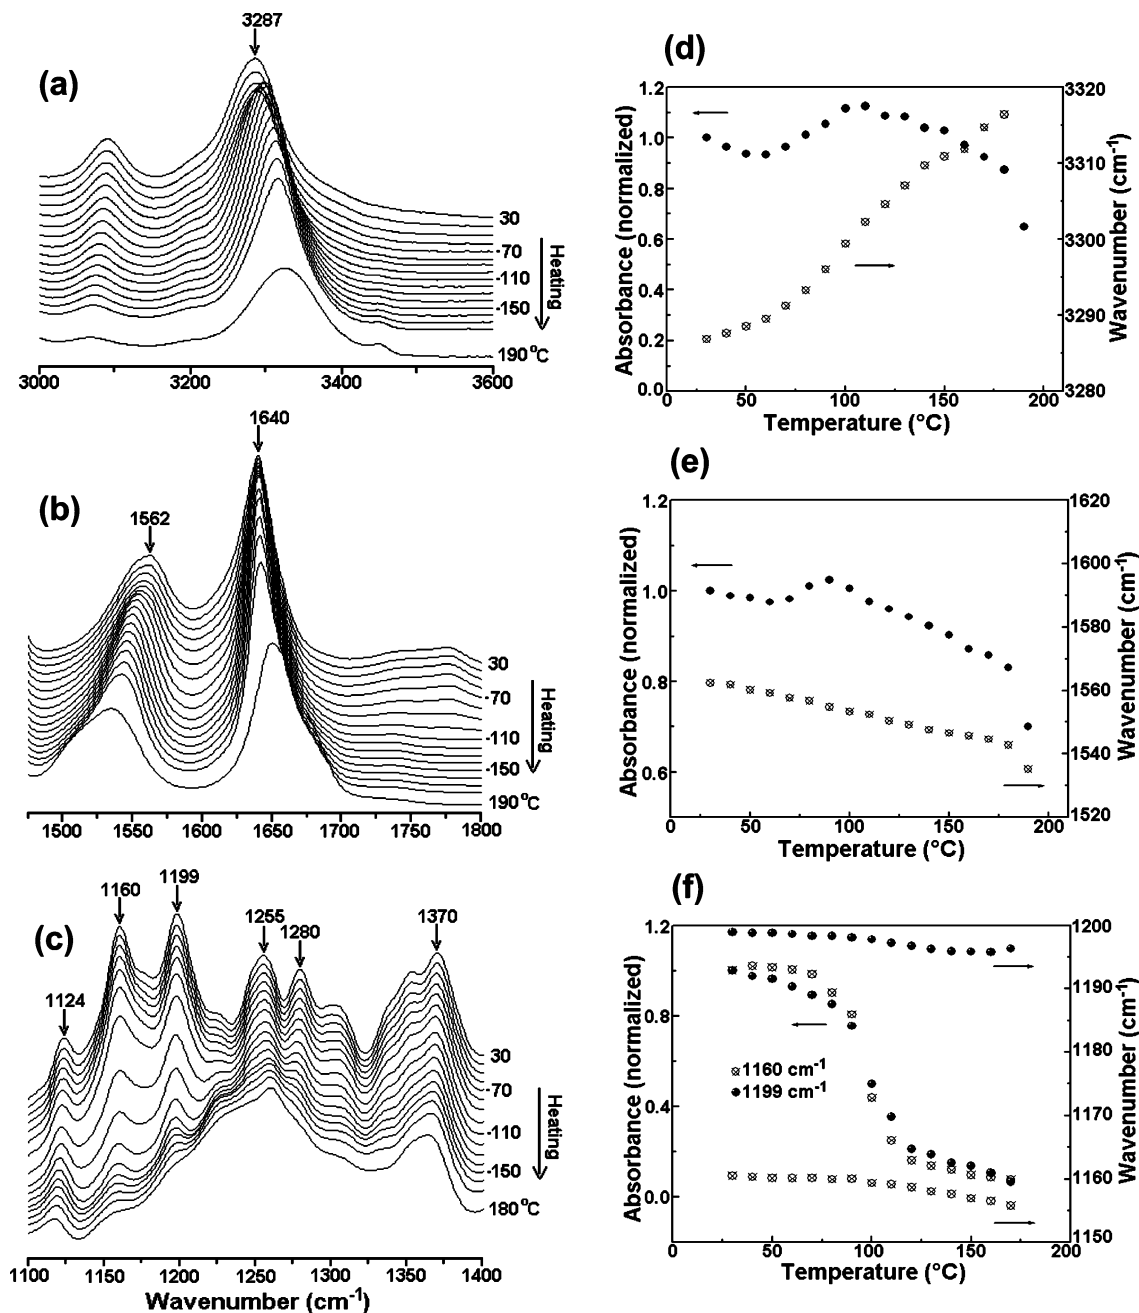 (a)
3287
30
-70
-110
-150
190°C
Heating
3000 3200 3400 3600
(b)
1562
1640
30
-70
-110
-150
190°C
Heating
1500 1550 1600 1650 1700 1750 1800
(c)
1124
1160
1199
1255
1280
1370
30
-70
-110
-150
180°C
Heating
1100 1150 1200 1250 1300 1350 1400
Wavenumber (cm⁻¹)
(d)
Absorbance (normalized)
1.2
1.0
0.8
0.6
0.4
0.2
0.0
3320
3310
3300
3290
3280
Wavenumber (cm⁻¹)
0 50 100 150 200
Temperature (°C)
(e)
Absorbance (normalized)
1.2
1.0
0.8
0.6
1620
1600
1580
1560
1540
1520
Wavenumber (cm⁻¹)
0 50 100 150 200
Temperature (°C)
(f)
Absorbance (normalized)
1.2
0.8
0.4
0.0
1160 cm⁻¹
1199 cm⁻¹
1200
1190
1180
1170
1160
1150
Wavenumber (cm⁻¹)
0 50 100 150 200
Temperature (°C)